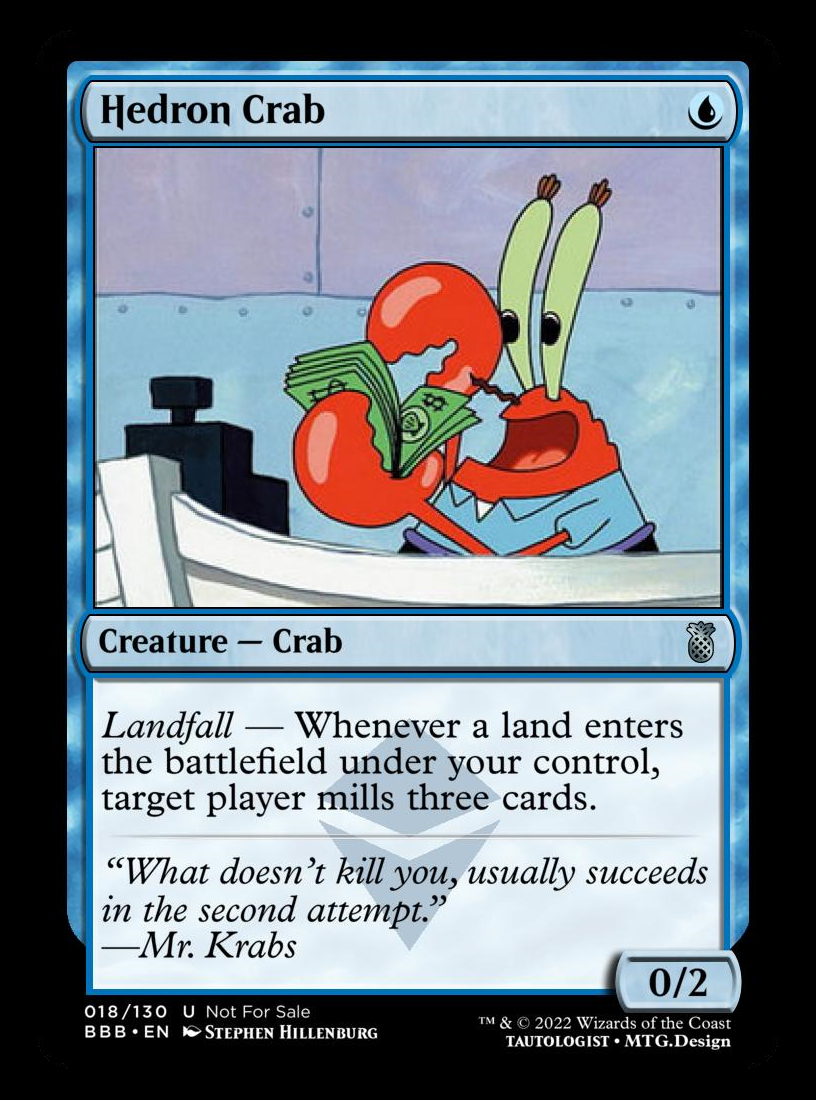 Hedron Crab
Creature — Crab
Landfall — Whenever a land enters
the battlefield under your control,
target player mills three cards.
“What doesn’t kill you, usually succeeds
in the second attempt.”
—Mr. Krabs
0/2
018/130 U Not For Sale
BBB • EN Stephen Hillenburg
™ & © 2022 Wizards of the Coast
TAUTOLOGIST • MTG.Design